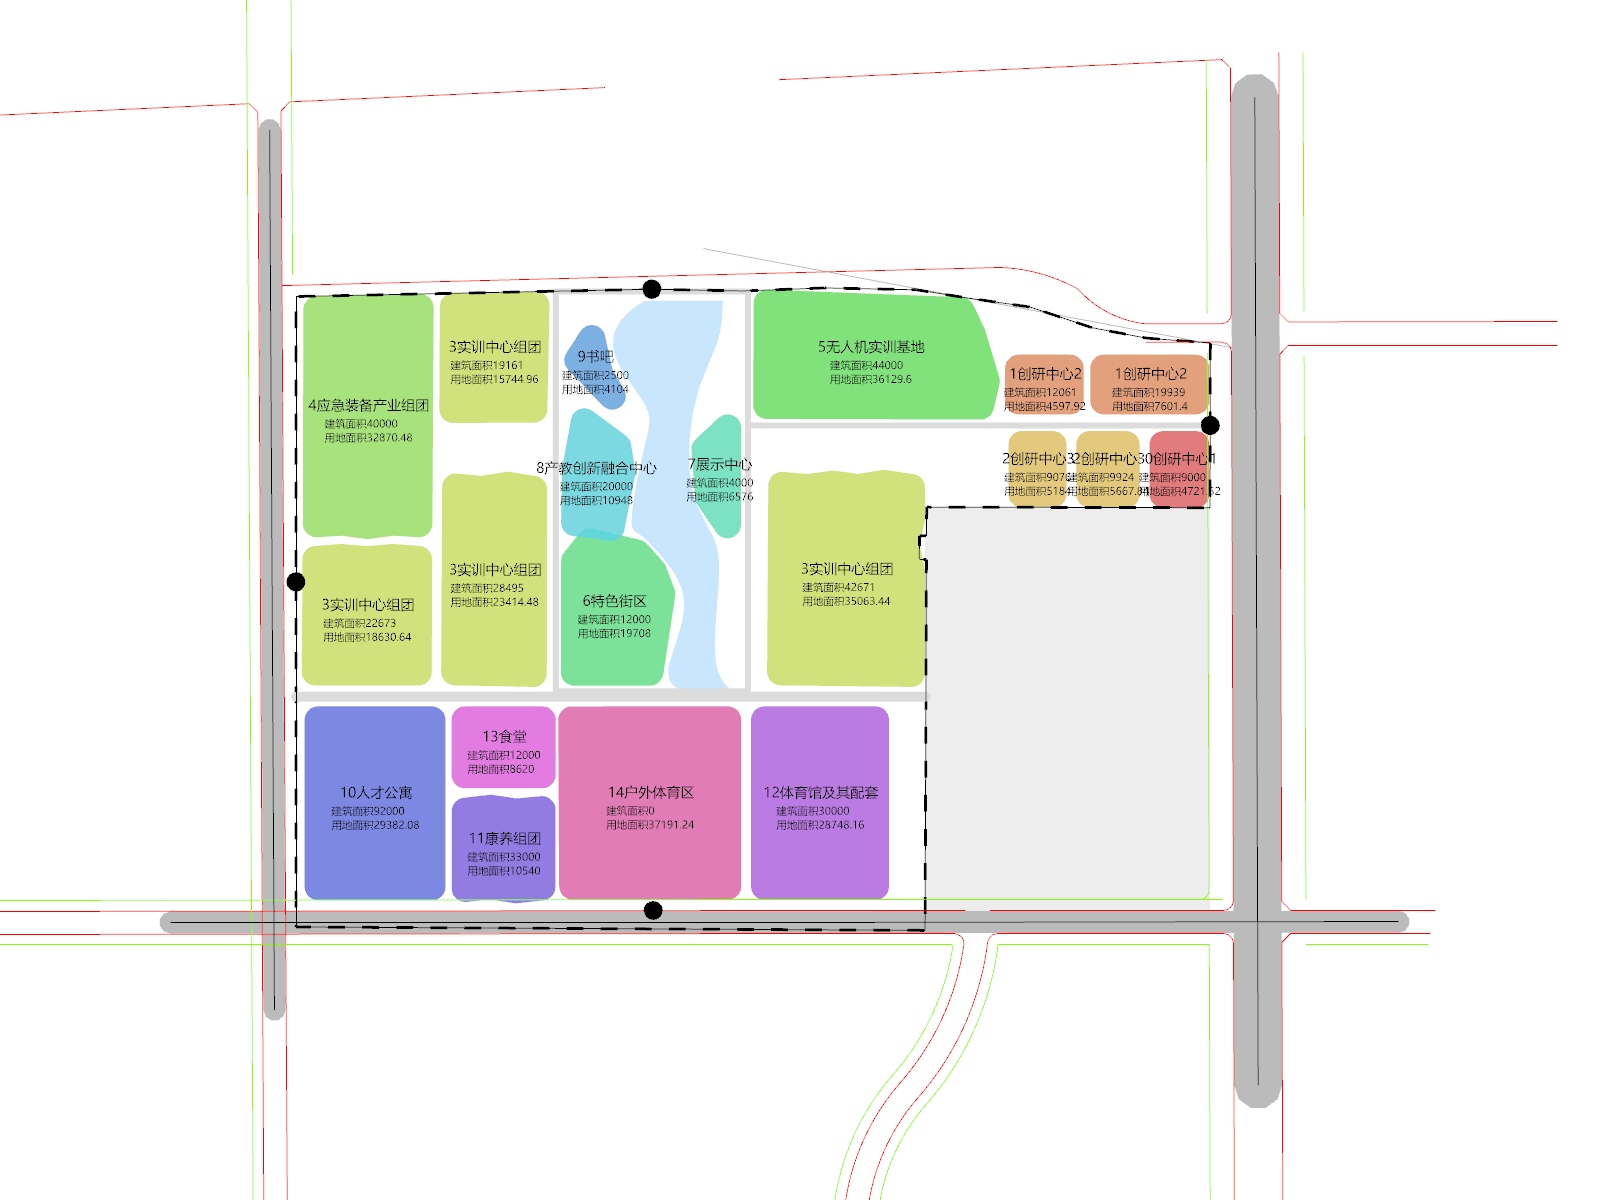 3实训中心组团
建筑面积19161
用地面积15744.96
5无人机实训基地
建筑面积44000
用地面积36129.6
9书吧
建筑面积2500
用地面积4104
1创研中心2
建筑面积12061
用地面积4597.92
1创研中心2
建筑面积19939
用地面积7601.4
4应急装备产业组团
建筑面积40000
用地面积32870.48
8产教创新融合中心
建筑面积20000
用地面积10948
7展示中心
建筑面积4000
用地面积6576
2创研中心3
建筑面积9076
用地面积5184
2创研中心3
建筑面积9924
用地面积5667.84
0创研中心1
建筑面积9000
用地面积4721.52
3实训中心组团
建筑面积28495
用地面积23414.48
3实训中心组团
建筑面积42671
用地面积35063.44
3实训中心组团
建筑面积22673
用地面积18630.64
6特色街区
建筑面积12000
用地面积19708
13食堂
建筑面积12000
用地面积8620
10人才公寓
建筑面积92000
用地面积29382.08
14户外体育区
建筑面积0
用地面积37191.24
12体育馆及其配套
建筑面积30000
用地面积28748.16
11康养组团
建筑面积33000
用地面积10540